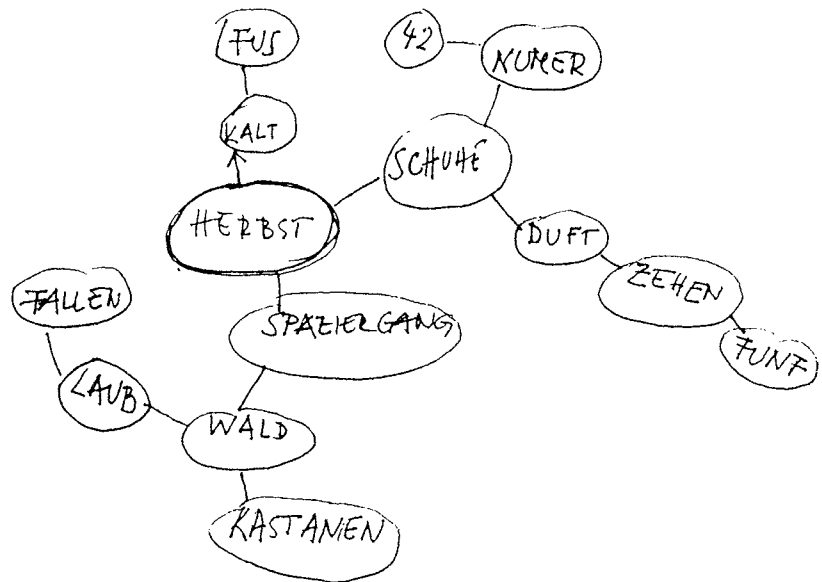 FUS
42
NUMER
KALT
SCHUHE
HERBST
DUFT
ZEHEN
FALLEN
SPAZIERGANG
FUNF
LAUB
WALD
KASTANIEN